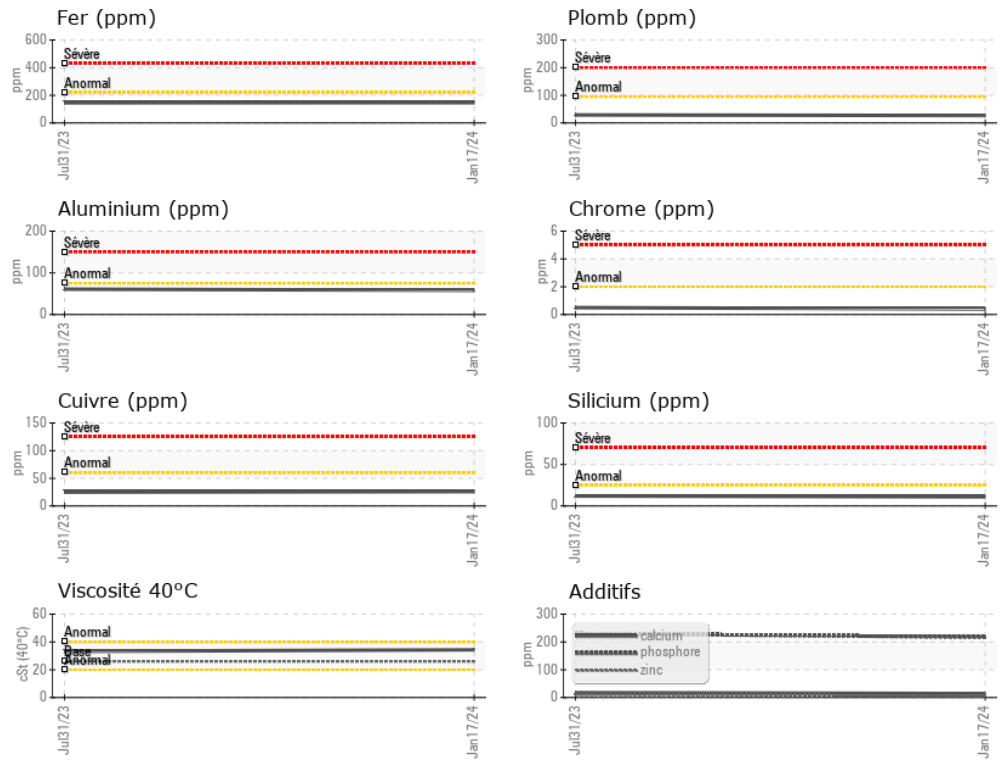 Fer (ppm)
600
400
200
0
ppm
Sévère
Anormal
Jul31/23
Jan17/24
Plomb (ppm)
300
200
100
0
ppm
Sévère
Anormal
Jul31/23
Jan17/24
Aluminium (ppm)
200
100
0
ppm
Sévère
Anormal
Jul31/23
Jan17/24
Chrome (ppm)
6
4
2
0
ppm
Sévère
Anormal
Jul31/23
Jan17/24
Cuivre (ppm)
150
100
50
0
ppm
Sévère
Anormal
Jul31/23
Jan17/24
Silicium (ppm)
100
50
0
ppm
Sévère
Anormal
Jul31/23
Jan17/24
Viscosité 40°C
60
40
20
0
cSt (40°C)
Anormal
Base
Anormal
Jul31/23
Jan17/24
Additifs
300
200
100
0
ppm
calcium
phosphore
zinc
Jul31/23
Jan17/24